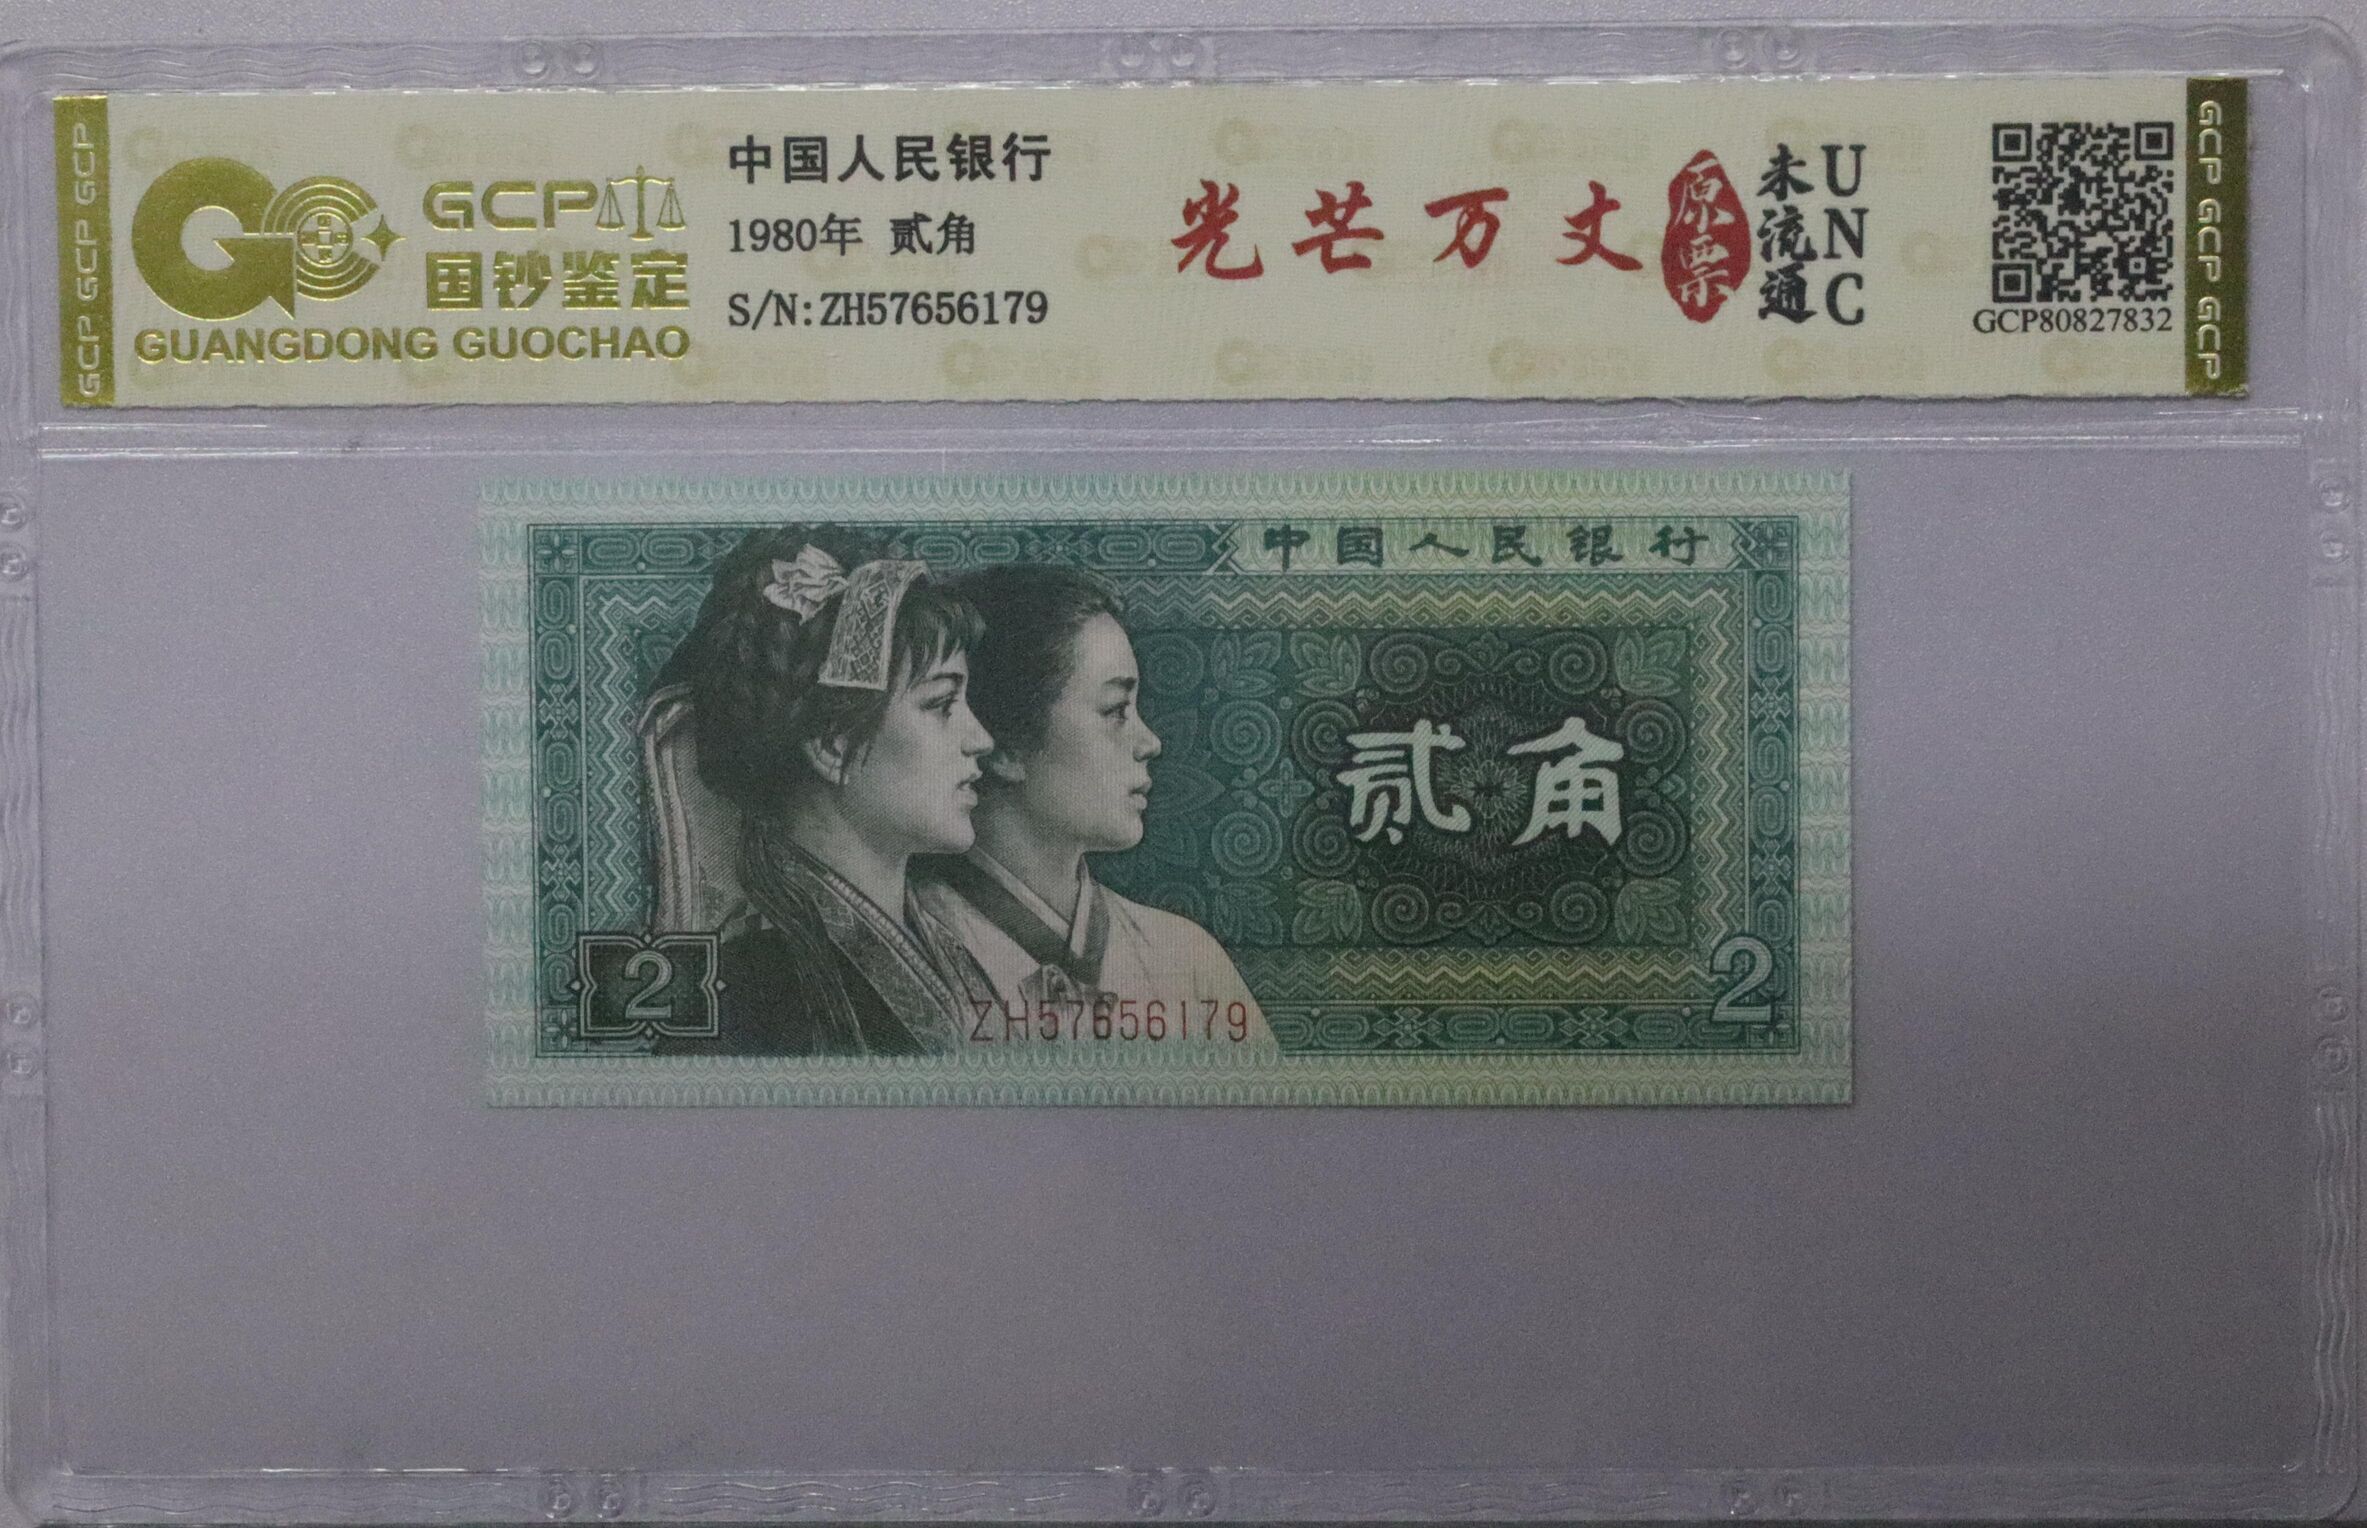 GCP GCP GCP
GCP
国钞鉴定
GUANGDONG GUOCHAO
中国人民银行
1980年 贰角
S/N:ZH57656179
光芒万丈
原票
未流通
UNC
GCP80827832
GCP GCP GCP
中国人民银行
贰角
2
ZH57656179
2